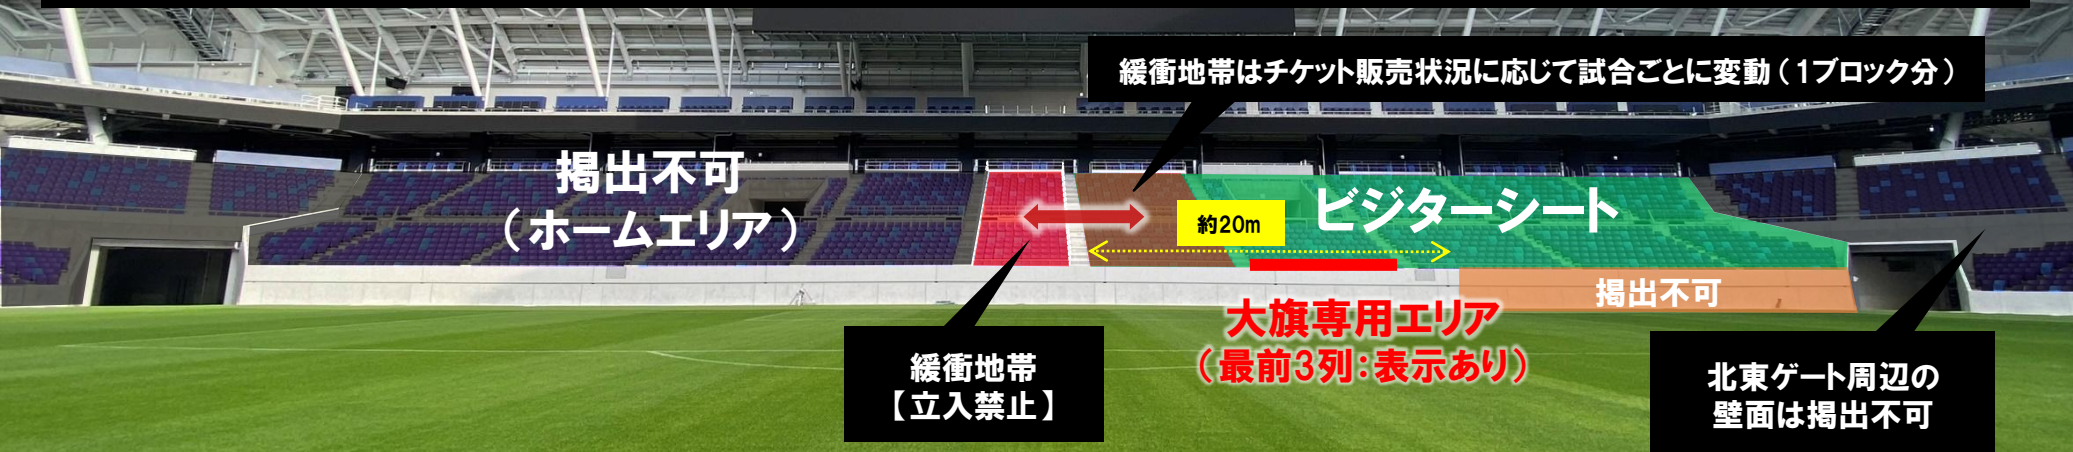 緩衝地帯はチケット販売状況に応じて試合ごとに変動（1ブロック分）
掲出不可
（ホームエリア）
ビジターシート
約20m
掲出不可
大旗専用エリア
（最前3列：表示あり）
緩衝地帯
【立入禁止】
北東ゲート周辺の
壁面は掲出不可